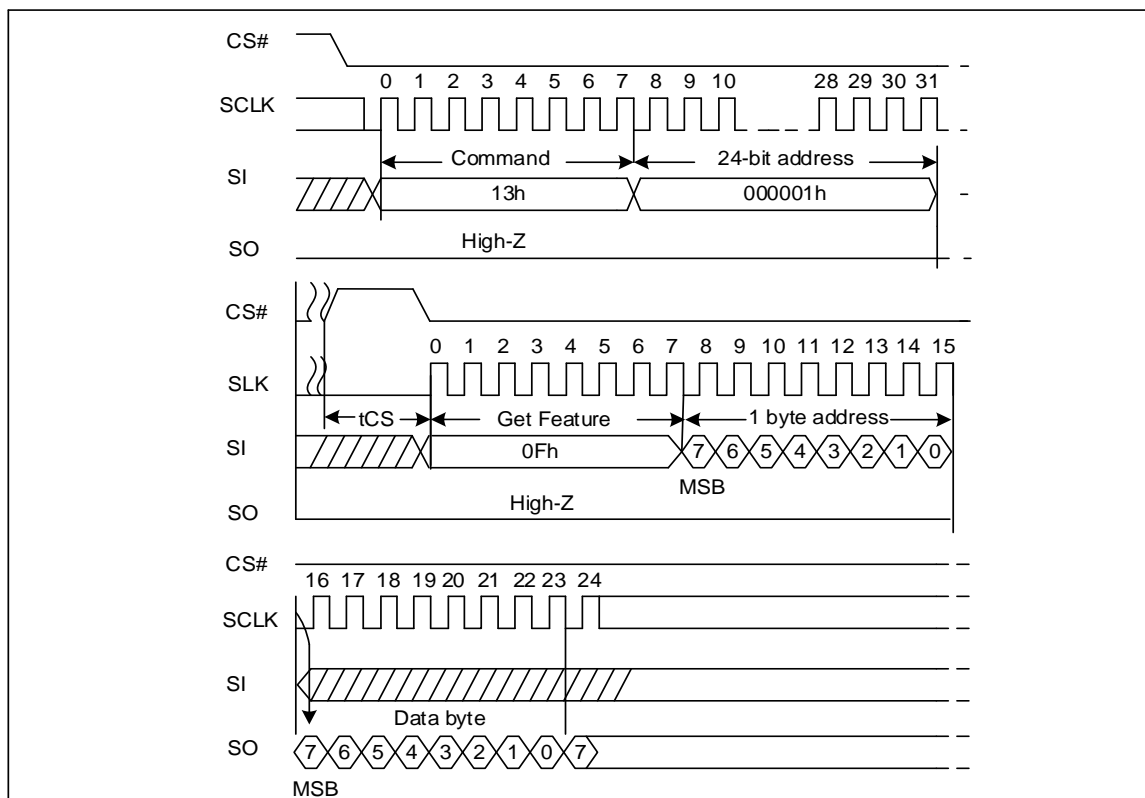 CS#
0 1 2 3 4 5 6 7 8 9 10 28 29 30 31
SCLK
Command 24-bit address
SI
13h 000001h
High-Z
SO
CS#
0 1 2 3 4 5 6 7 8 9 10 11 12 13 14 15
SLK
tCS Get Feature 1 byte address
SI
0Fh 7 6 5 4 3 2 1 0
MSB
High-Z
SO
CS#
16 17 18 19 20 21 22 23 24
SCLK
SI
Data byte
SO
7 6 5 4 3 2 1 0 7
MSB